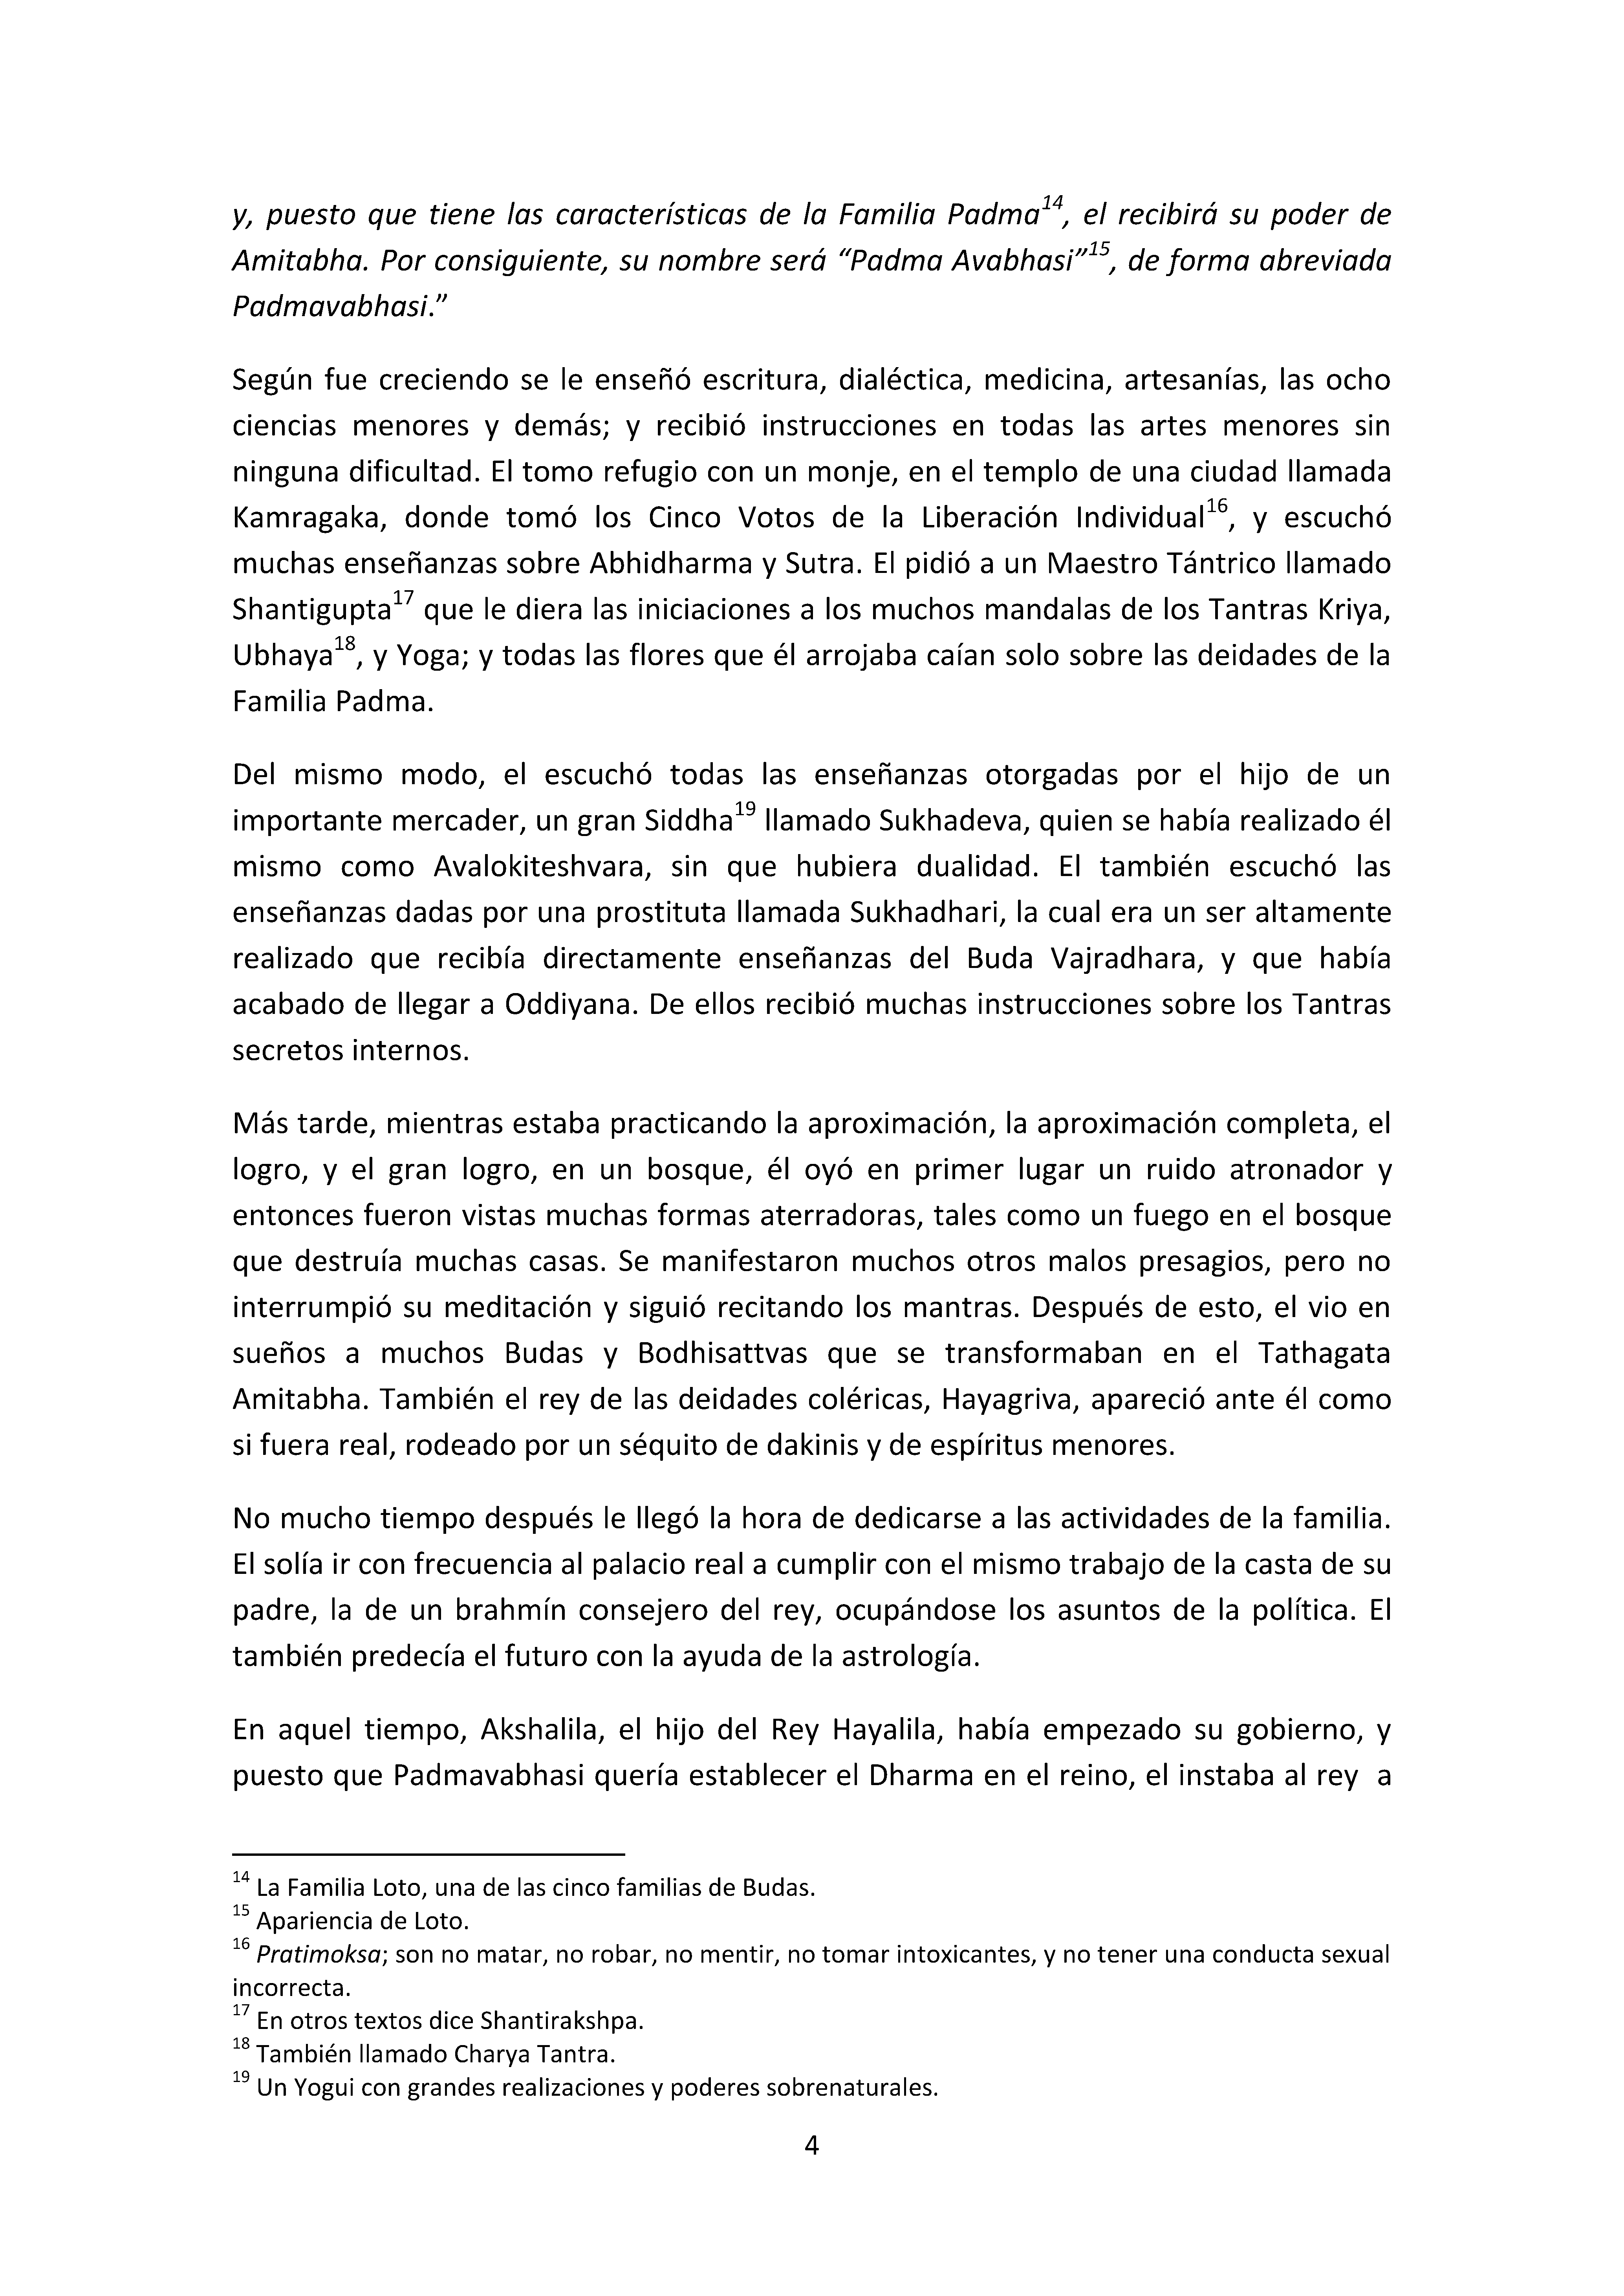 y, puesto que tiene las características de la Familia Padma14, el recibirá su poder de
Amitabha. Por consiguiente, su nombre será “Padma Avabhasi”15, de forma abreviada
Padmavabhasi.”
Según fue creciendo se le enseñó escritura, dialéctica, medicina, artesanías, las ocho
ciencias menores y demás; y recibió instrucciones en todas las artes menores sin
ninguna dificultad. El tomo refugio con un monje, en el templo de una ciudad llamada
Kamragaka, donde tomó los Cinco Votos de la Liberación Individual16, y escuchó
muchas enseñanzas sobre Abhidharma y Sutra. El pidió a un Maestro Tántrico llamado
Shantigupta17 que le diera las iniciaciones a los muchos mandalas de los Tantras Kriya,
Ubhaya18, y Yoga; y todas las flores que él arrojaba caían solo sobre las deidades de la
Familia Padma.
Del mismo modo, el escuchó todas las enseñanzas otorgadas por el hijo de un
importante mercader, un gran Siddha19 llamado Sukhadeva, quien se había realizado él
mismo como Avalokiteshvara, sin que hubiera dualidad. El también escuchó las
enseñanzas dadas por una prostituta llamada Sukhadhari, la cual era un ser altamente
realizado que recibía directamente enseñanzas del Buda Vajradhara, y que había
acabado de llegar a Oddiyana. De ellos recibió muchas instrucciones sobre los Tantras
secretos internos.
Más tarde, mientras estaba practicando la aproximación, la aproximación completa, el
logro, y el gran logro, en un bosque, él oyó en primer lugar un ruido atronador y
entonces fueron vistas muchas formas aterradoras, tales como un fuego en el bosque
que destruía muchas casas. Se manifestaron muchos otros malos presagios, pero no
interrumpió su meditación y siguió recitando los mantras. Después de esto, el vio en
sueños a muchos Budas y Bodhisattvas que se transformaban en el Tathagata
Amitabha. También el rey de las deidades coléricas, Hayagriva, apareció ante él como
si fuera real, rodeado por un séquito de dakinis y de espíritus menores.
No mucho tiempo después le llegó la hora de dedicarse a las actividades de la familia.
El solía ir con frecuencia al palacio real a cumplir con el mismo trabajo de la casta de su
padre, la de un brahmín consejero del rey, ocupándose los asuntos de la política. El
también predecía el futuro con la ayuda de la astrología.
En aquel tiempo, Akshalila, el hijo del Rey Hayalila, había empezado su gobierno, y
puesto que Padmavabhasi quería establecer el Dharma en el reino, el instaba al rey a
14 La Familia Loto, una de las cinco familias de Budas.
15 Apariencia de Loto.
16 Pratimoksa; son no matar, no robar, no mentir, no tomar intoxicantes, y no tener una conducta sexual
incorrecta.
17 En otros textos dice Shantirakshpa.
18 También llamado Charya Tantra.
19 Un Yogui con grandes realizaciones y poderes sobrenaturales.
4